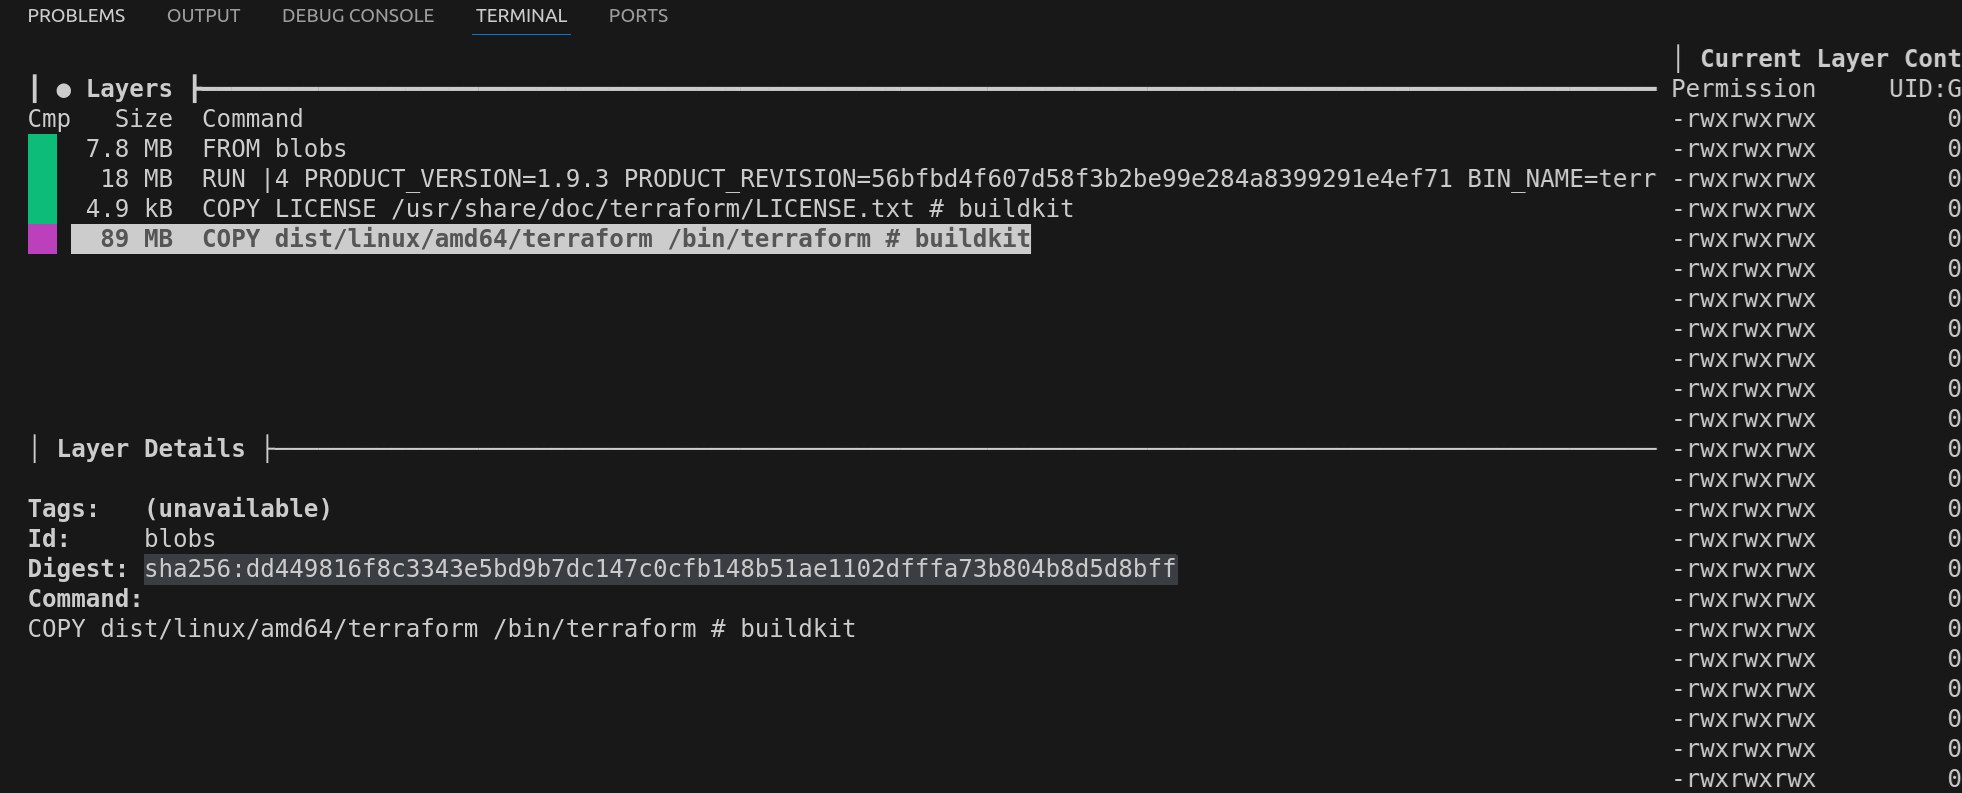 PROBLEMS OUTPUT DEBUG CONSOLE TERMINAL PORTS
│ Current Layer Cont
┃ ● Layers ┣━━━━━━━━━━━━━━━━━━━━ Permission UID:G
Cmp Size Command -rwxrwxrwx 0
7.8 MB FROM blobs -rwxrwxrwx 0
18 MB RUN |4 PRODUCT_VERSION=1.9.3 PRODUCT_REVISION=56bfbd4f607d58f3b2be99e284a8399291e4ef71 BIN_NAME=terr -rwxrwxrwx 0
4.9 kB COPY LICENSE /usr/share/doc/terraform/LICENSE.txt # buildkit -rwxrwxrwx 0
89 MB COPY dist/linux/amd64/terraform /bin/terraform # buildkit -rwxrwxrwx 0
-rwxrwxrwx 0
-rwxrwxrwx 0
-rwxrwxrwx 0
-rwxrwxrwx 0
-rwxrwxrwx 0
-rwxrwxrwx 0
│ Layer Details ├──────────────────── -rwxrwxrwx 0
-rwxrwxrwx 0
Tags: (unavailable) -rwxrwxrwx 0
Id: blobs -rwxrwxrwx 0
Digest: sha256:dd449816f8c3343e5bd9b7dc147c0cfb148b51ae1102dfffa73b804b8d5d8bff -rwxrwxrwx 0
Command: -rwxrwxrwx 0
COPY dist/linux/amd64/terraform /bin/terraform # buildkit -rwxrwxrwx 0
-rwxrwxrwx 0
-rwxrwxrwx 0
-rwxrwxrwx 0
-rwxrwxrwx 0
-rwxrwxrwx 0